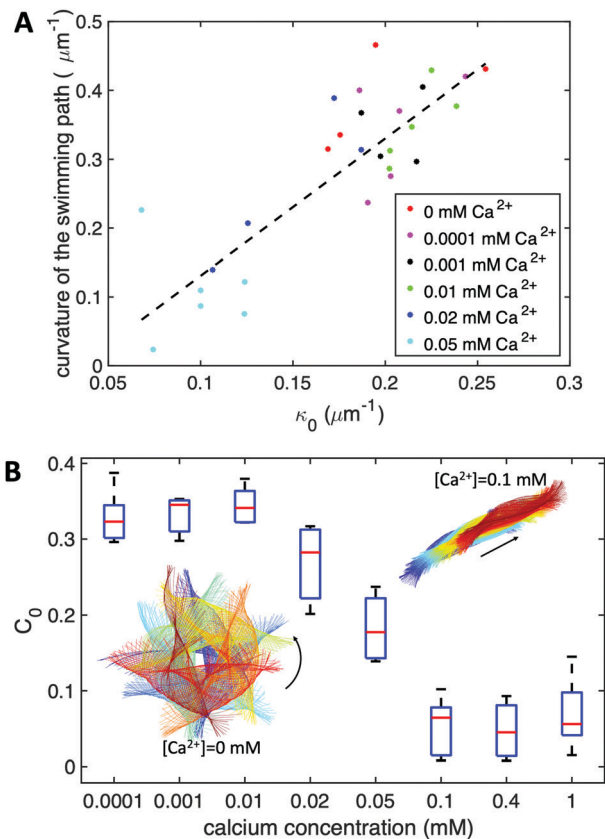 A
curvature of the swimming path ( μm⁻¹)
0.5
0.4
0.3
0.2
0.1
0
0 mM Ca²⁺
0.0001 mM Ca²⁺
0.001 mM Ca²⁺
0.01 mM Ca²⁺
0.02 mM Ca²⁺
0.05 mM Ca²⁺
0.05 0.1 0.15 0.2 0.25 0.3
κ₀ (μm⁻¹)
B
C₀
0.4
0.3
0.2
0.1
0
[Ca²⁺]=0.1 mM
[Ca²⁺]=0 mM
0.0001 0.001 0.01 0.02 0.05 0.1 0.4 1
calcium concentration (mM)